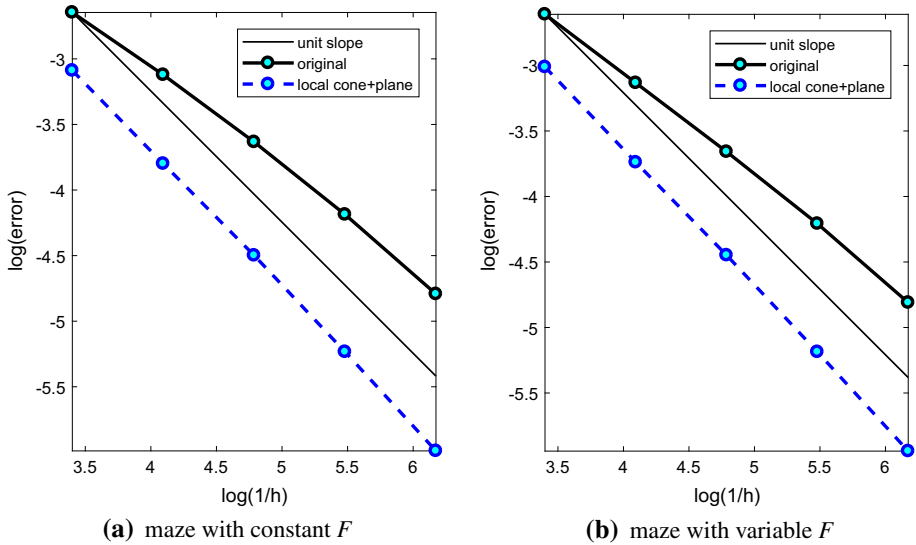 -3
-3.5
-4
-4.5
-5
-5.5
log(error)
unit slope
original
local cone+plane
3.5 4 4.5 5 5.5 6
log(1/h)
(a) maze with constant F
-3
-3.5
-4
-4.5
-5
-5.5
log(error)
unit slope
original
local cone+plane
3.5 4 4.5 5 5.5 6
log(1/h)
(b) maze with variable F